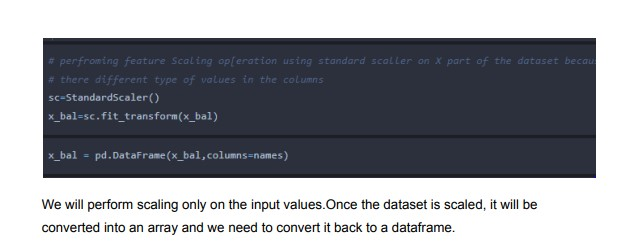 # perfroming feature Scaling op[eration using standard scaller on X part of the dataset becau
# there different type of values in the columns
sc=StandardScaler()
x_bal=sc.fit_transform(x_bal)
x_bal = pd.DataFrame(x_bal,columns=names)
We will perform scaling only on the input values.Once the dataset is scaled, it will be
converted into an array and we need to convert it back to a dataframe.